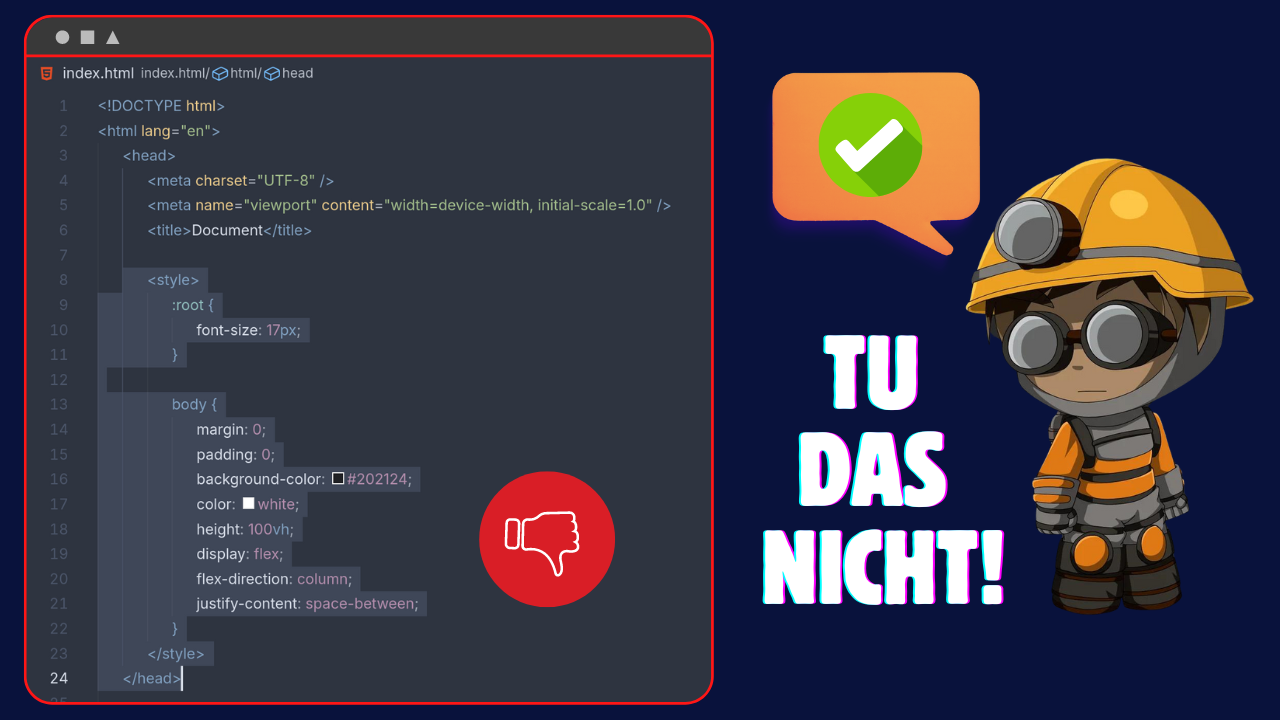 index.html index.html/html/head
1 <!DOCTYPE html>
2 <html lang="en">
3 <head>
4 <meta charset="UTF-8" />
5 <meta name="viewport" content="width=device-width, initial-scale=1.0" />
6 <title>Document</title>
7
8 <style>
9 :root {
10 font-size: 17px;
11 }
12
13 body {
14 margin: 0;
15 padding: 0;
16 background-color: #202124;
17 color: white;
18 height: 100vh;
19 display: flex;
20 flex-direction: column;
21 justify-content: space-between;
22 }
23 </style>
24 </head>
TU
DAS
NICHT!